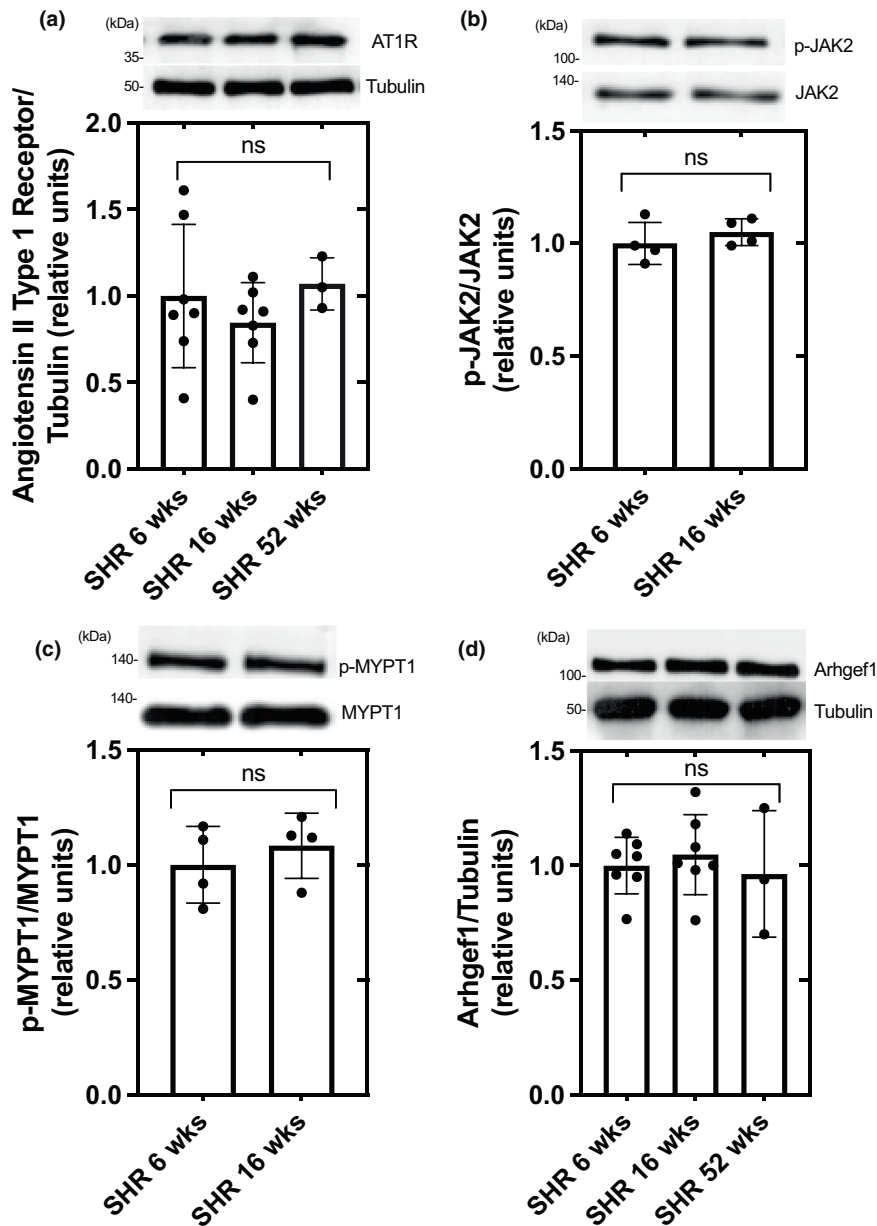 (a)
(kDa)
AT1R
35-
50-
Tubulin
Angiotensin II Type 1 Receptor/
Tubulin (relative units)
2.0
1.5
1.0
0.5
0.0
ns
SHR 6 wks
SHR 16 wks
SHR 52 wks
(b)
(kDa)
p-JAK2
100-
140-
JAK2
p-JAK2/JAK2
(relative units)
1.5
1.0
0.5
0.0
ns
SHR 6 wks
SHR 16 wks
(c)
(kDa)
140-
p-MYPT1
140-
MYPT1
p-MYPT1/MYPT1
(relative units)
1.5
1.0
0.5
0.0
ns
SHR 6 wks
SHR 16 wks
(d)
(kDa)
Arhgef1
100-
50-
Tubulin
Arhgef1/Tubulin
(relative units)
1.5
1.0
0.5
0.0
ns
SHR 6 wks
SHR 16 wks
SHR 52 wks